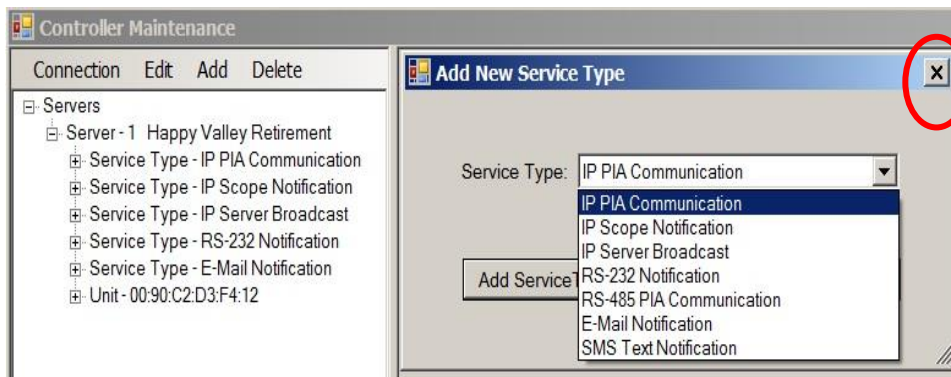 Controller Maintenance
Connection Edit Add Delete
Servers
Server - 1 Happy Valley Retirement
Service Type - IP PIA Communication
Service Type - IP Scope Notification
Service Type - IP Server Broadcast
Service Type - RS-232 Notification
Service Type - E-Mail Notification
Unit - 00:90:C2:D3:F4:12
Add New Service Type
Service Type: IP PIA Communication
IP PIA Communication
IP Scope Notification
IP Server Broadcast
RS-232 Notification
RS-485 PIA Communication
E-Mail Notification
SMS Text Notification
Add Service